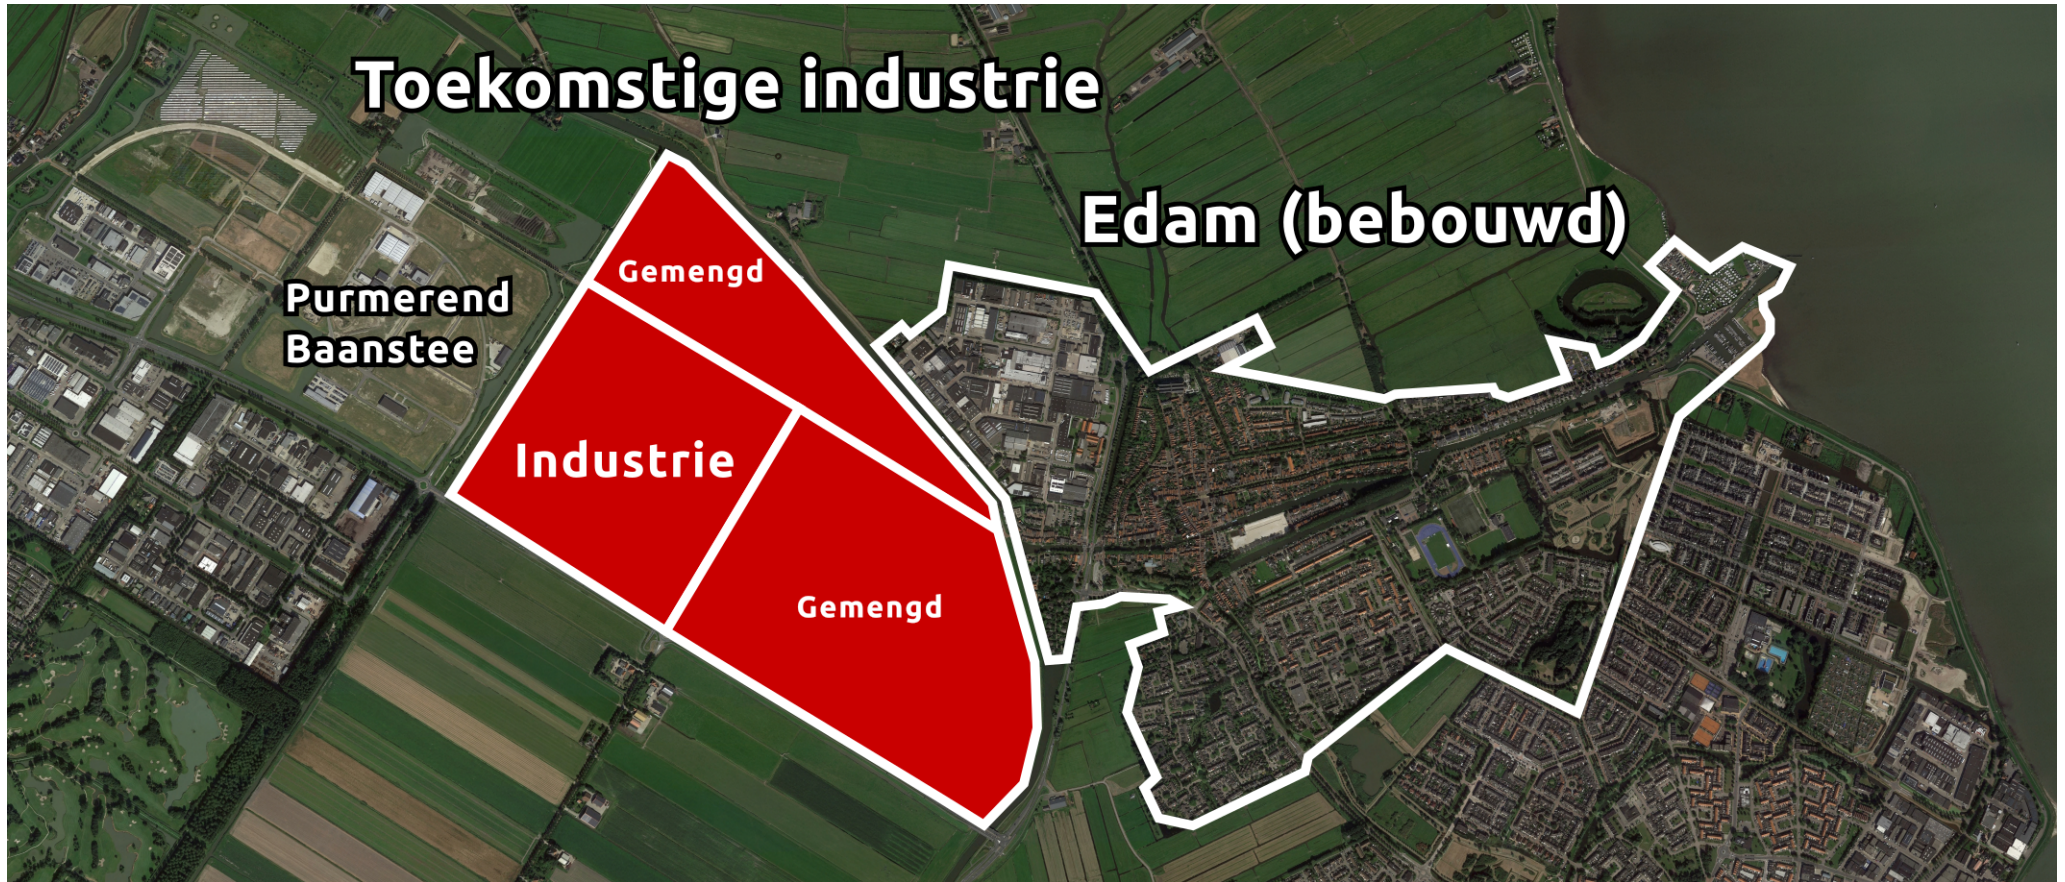 Toekomstige industrie
Edam (bebouwd)
Gemengd
Purmerend
Baanstee
Industrie
Gemengd